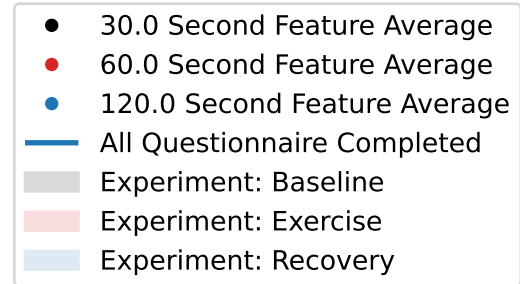 30.0 Second Feature Average
60.0 Second Feature Average
120.0 Second Feature Average
All Questionnaire Completed
Experiment: Baseline
Experiment: Exercise
Experiment: Recovery